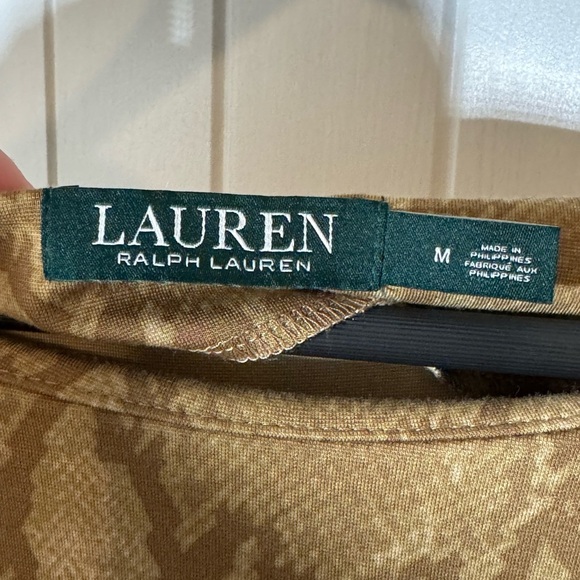 LAUREN
RALPH LAUREN
M
MADE IN
PHILIPPINES
FABRIQUÉ AUX
PHILIPPINES